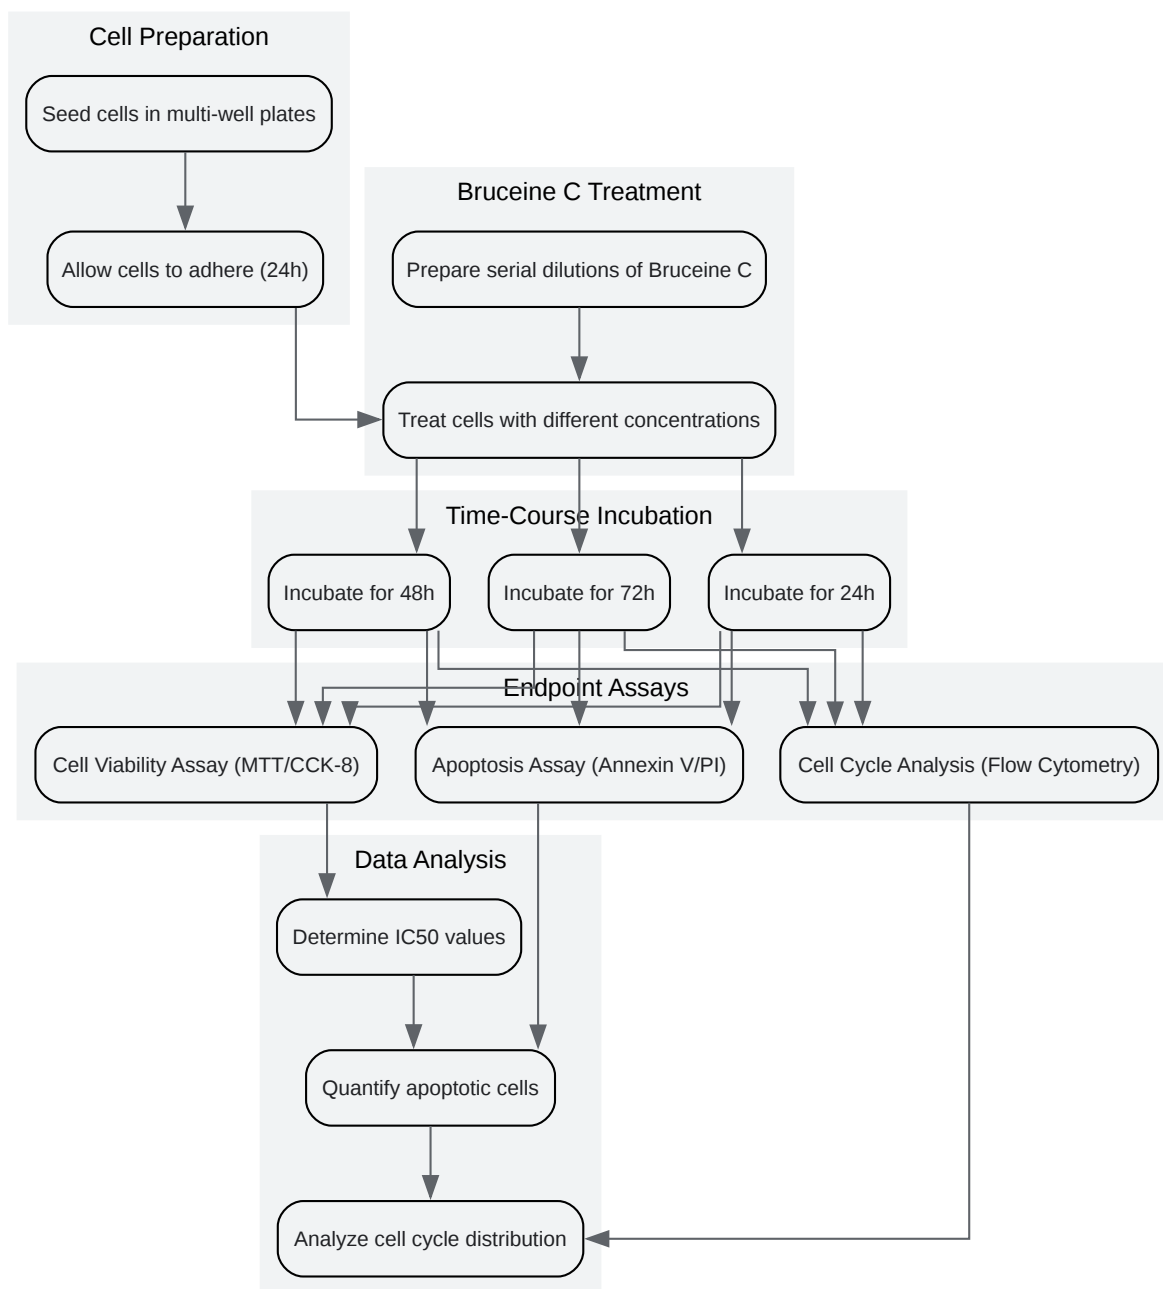 Cell Preparation
Seed cells in multi-well plates
Allow cells to adhere (24h)
Bruceine C Treatment
Prepare serial dilutions of Bruceine C
Treat cells with different concentrations
Time-Course Incubation
Incubate for 48h
Incubate for 72h
Incubate for 24h
Endpoint Assays
Cell Viability Assay (MTT/CCK-8)
Apoptosis Assay (Annexin V/PI)
Cell Cycle Analysis (Flow Cytometry)
Data Analysis
Determine IC50 values
Quantify apoptotic cells
Analyze cell cycle distribution